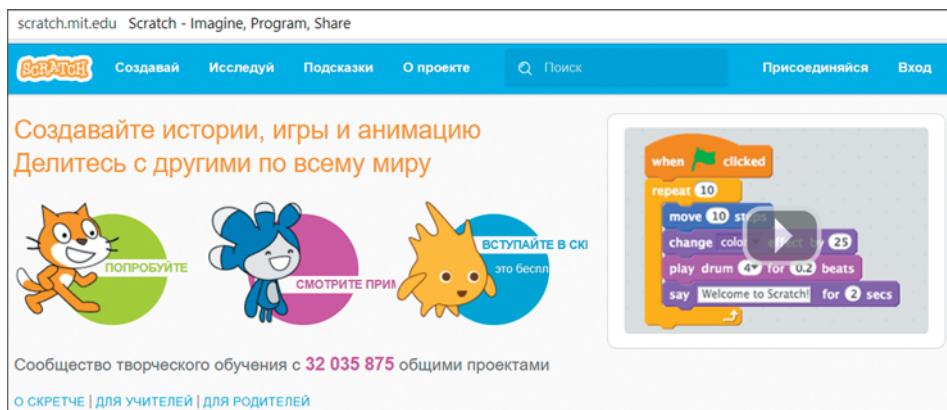 scratch.mit.edu Scratch - Imagine, Program, Share
SCRATCH Создавай Исследуй Подсказки О проекте Поиск Присоединяйся Вход
Создавайте истории, игры и анимацию
Делитесь с другими по всему миру
ПОПРОБУЙТЕ
СМОТРИТЕ ПРИМ
ВСТУПАЙТЕ В СКІ
это беспл
when clicked
repeat 10
move 10 steps
change color effect by 25
play drum 4 for 0.2 beats
say Welcome to Scratch! for 2 secs
Сообщество творческого обучения с 32 035 875 общими проектами
О СКРЕТЧЕ | ДЛЯ УЧИТЕЛЕЙ | ДЛЯ РОДИТЕЛЕЙ